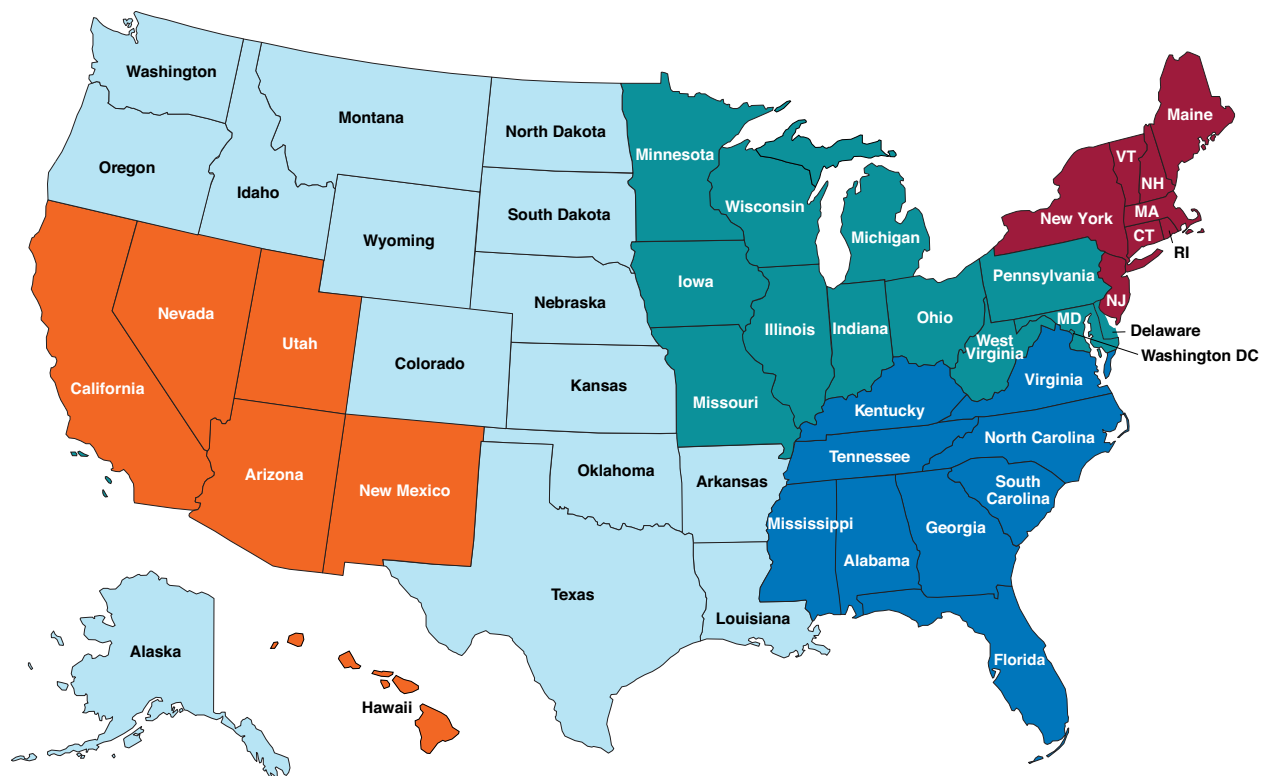 Washington
Montana
North Dakota
Minnesota
Maine
Oregon
Idaho
VT
NH
Wyoming
South Dakota
Wisconsin
Michigan
New York
MA
CT
RI
Nevada
Nebraska
Iowa
Pennsylvania
NJ
Utah
Colorado
Illinois
Indiana
Ohio
MD
Delaware
West
Virginia
Washington DC
California
Kansas
Missouri
Kentucky
Virginia
Arizona
New Mexico
Oklahoma
Arkansas
Tennessee
North Carolina
South
Carolina
Mississippi
Alabama
Georgia
Texas
Louisiana
Florida
Alaska
Hawaii